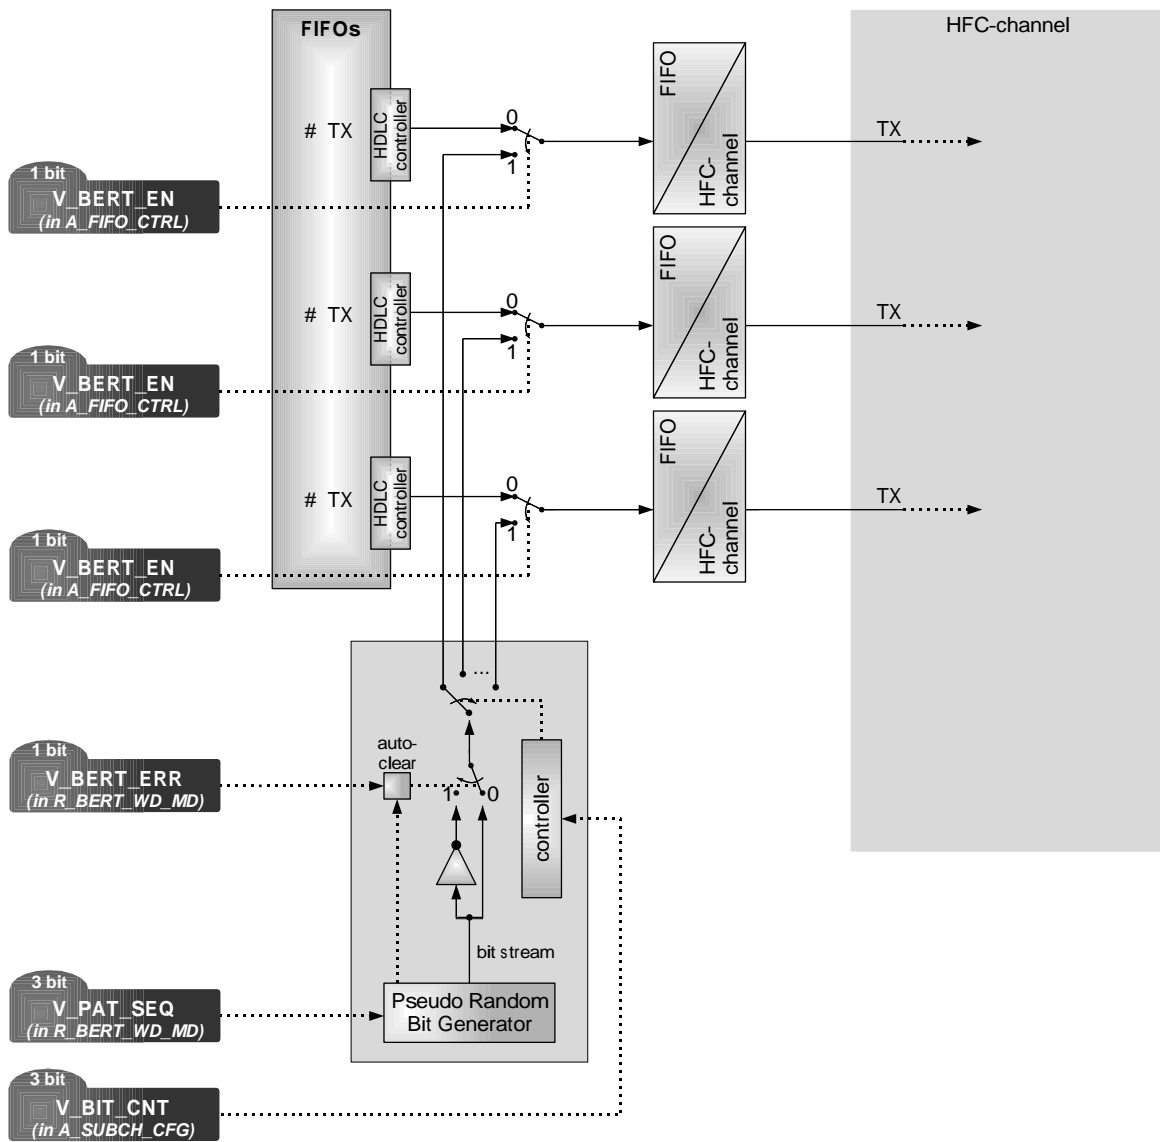 FIFOs
HFC-channel
# TX
HDLC
controller
0
1
FIFO
HFC-
channel
TX
1 bit
V_BERT_EN
(in A_FIFO_CTRL)
# TX
HDLC
controller
0
1
FIFO
HFC-
channel
TX
1 bit
V_BERT_EN
(in A_FIFO_CTRL)
# TX
HDLC
controller
0
1
FIFO
HFC-
channel
TX
1 bit
V_BERT_EN
(in A_FIFO_CTRL)
...
1 bit
V_BERT_ERR
(in R_BERT_WD_MD)
auto-
clear
1
0
controller
bit stream
3 bit
V_PAT_SEQ
(in R_BERT_WD_MD)
Pseudo Random
Bit Generator
3 bit
V_BIT_CNT
(in A_SUBCH_CFG)